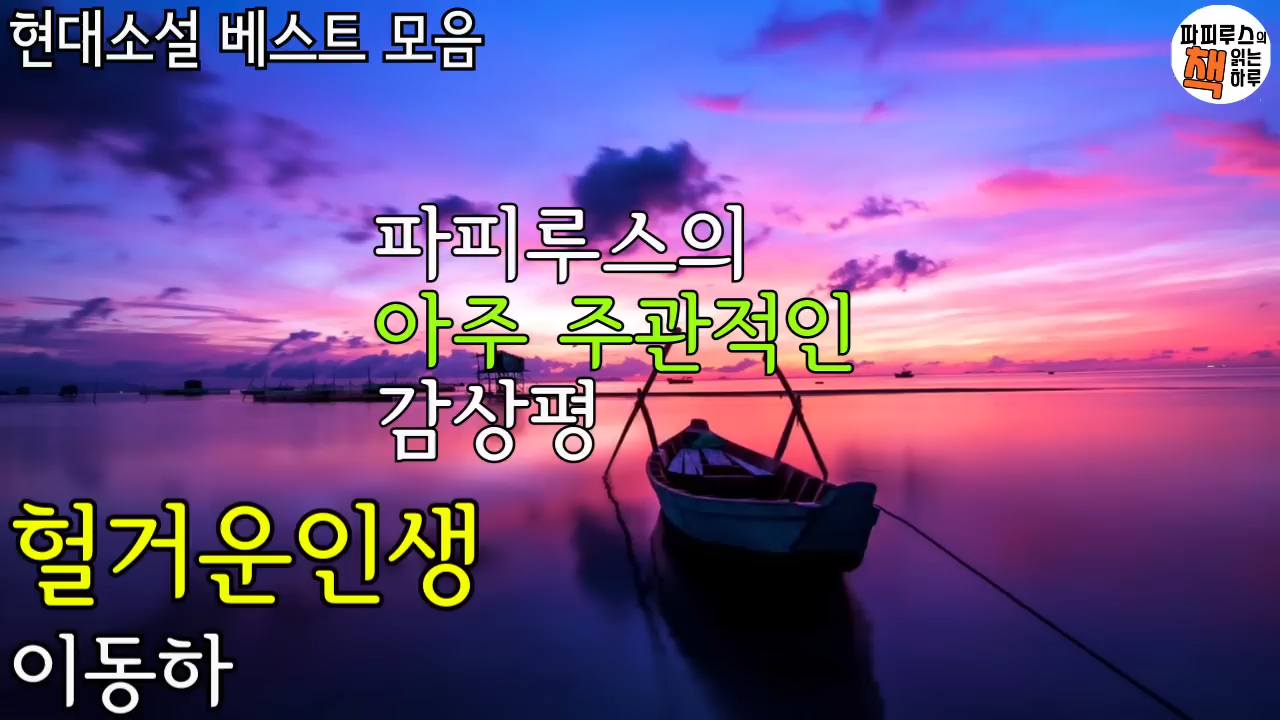 현대소설 베스트 모음
파피루스의
책 읽는
하루
파피루스의
아주 주관적인
감상평
헐거운인생
이동하